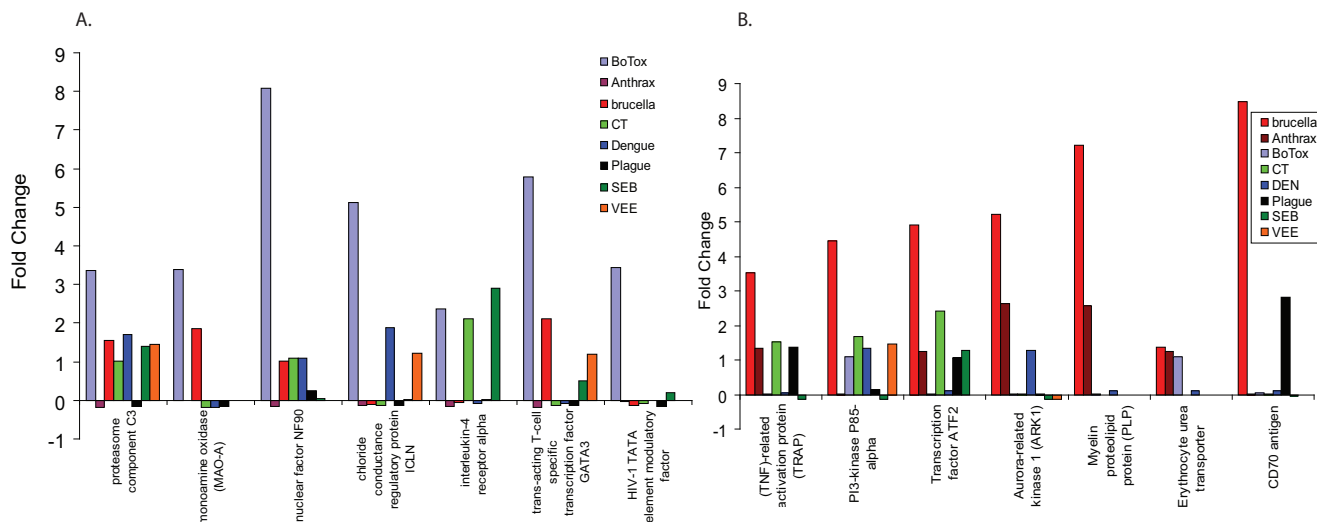 A.
Fold Change
9
8
7
6
5
4
3
2
1
0
-1
BoTox
Anthrax
brucella
CT
Dengue
Plague
SEB
VEE
proteasome
component C3
monoamine oxidase
(MAO-A)
nuclear factor NF90
chloride
conductance
regulatory protein
ICLN
interleukin-4
receptor alpha
trans-acting T-cell
specific
transcription factor
GATA3
HIV-1 TATA
element modulatory
factor
B.
Fold Change
9
8
7
6
5
4
3
2
1
0
-1
brucella
Anthrax
BoTox
CT
DEN
Plague
SEB
VEE
(TNF)-related
activation protein
(TRAP)
PI3-kinase P85-
alpha
Transcription
factor ATF2
Aurora-related
kinase 1 (ARK1)
Myelin
proteolipid
protein (PLP)
Erythrocyte urea
transporter
CD70 antigen